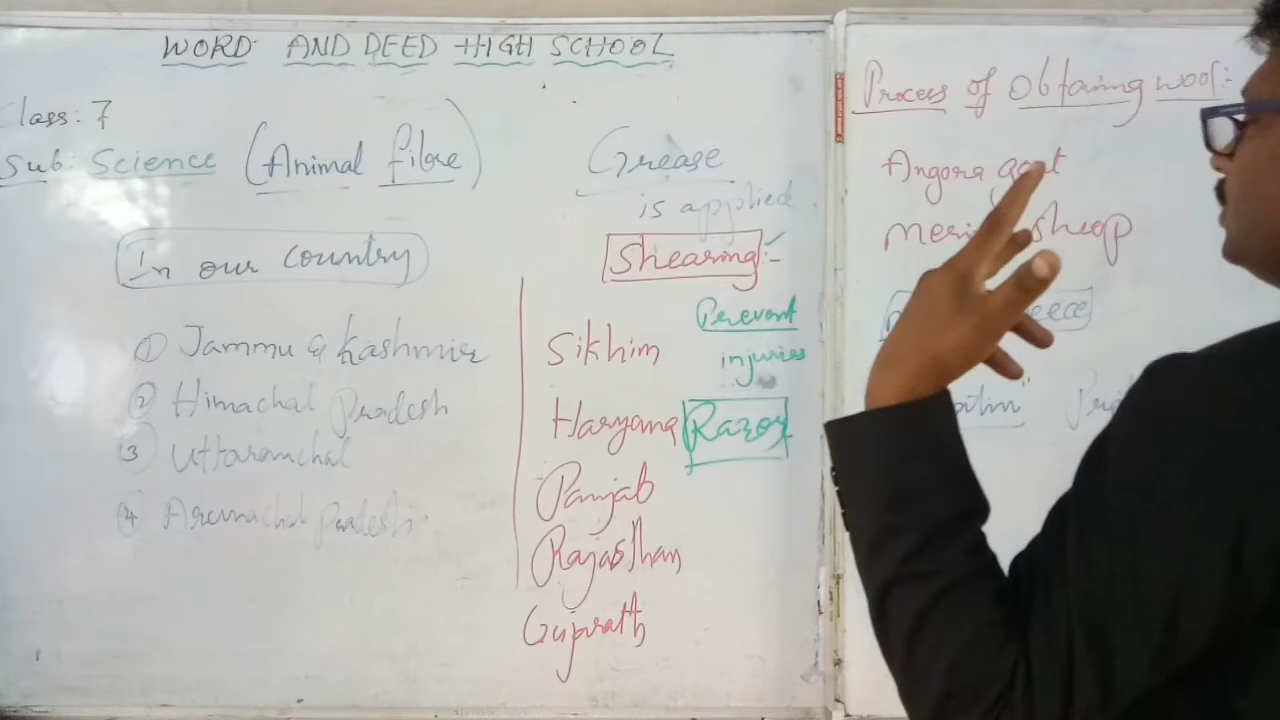 WORD AND DEED HIGH SCHOOL
Class: 7
Sub: Science (Animal fibre)
In our country
① Jammu & Kashmir
② Himachal Pradesh
③ Uttaranchal
④ Arunachal Pradesh
Grease
is applied
Shearing:-
Prevent
injuries
Razor
Sikhim
Haryana
Panjab
Rajasthan
Gujrath
Process of Obtaining wool:-
Angora goat
sheep